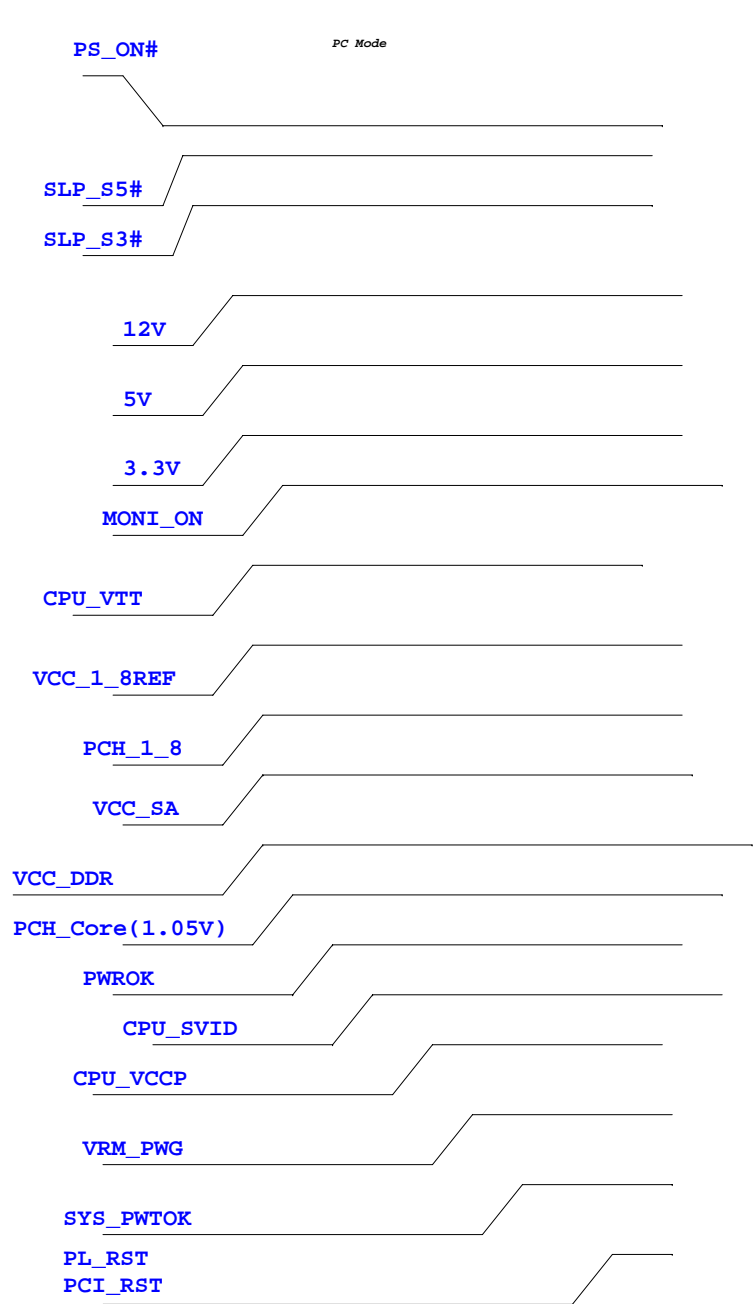 PS_ON#
PC Mode
SLP_S5#
SLP_S3#
12V
5V
3.3V
MONI_ON
CPU_VTT
VCC_1_8REF
PCH_1_8
VCC_SA
VCC_DDR
PCH_Core(1.05V)
PWROK
CPU_SVID
CPU_VCCP
VRM_PWG
SYS_PWTOK
PL_RST
PCI_RST